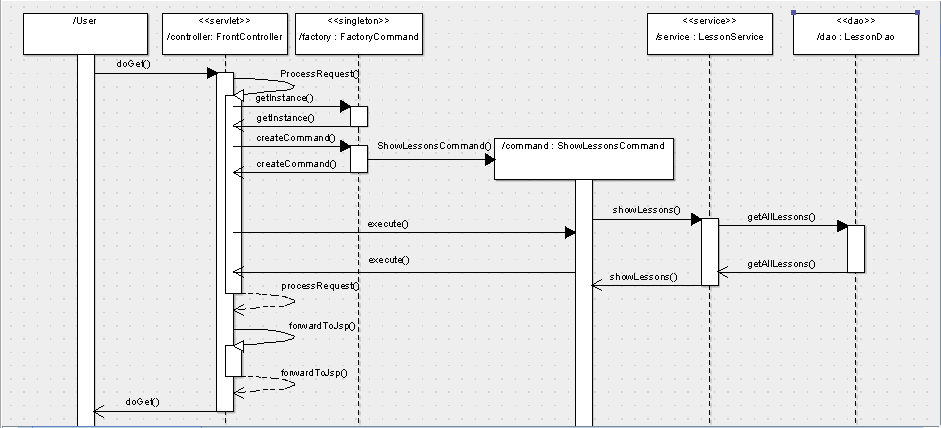 /User
<<servlet>>
/controller: FrontController
<<singleton>>
/factory : FactoryCommand
<<service>>
/service : LessonService
<<dao>>
/dao : LessonDao
doGet()
ProcessRequest()
getInstance()
getInstance()
createCommand()
ShowLessonsCommand()
/command : ShowLessonsCommand
createCommand()
showLessons()
getAllLessons()
execute()
execute()
getAllLessons()
showLessons()
processRequest()
forwardToJsp()
forwardToJsp()
doGet()